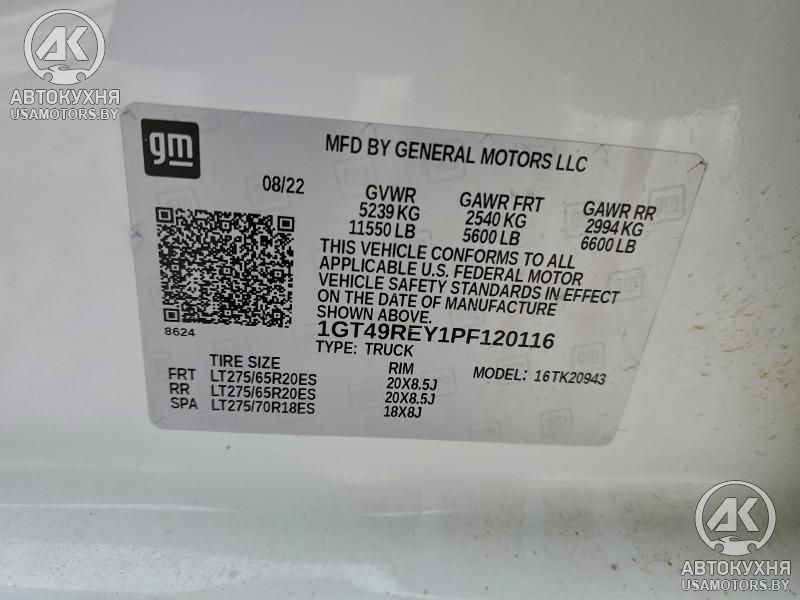 АК
АВТОКУХНЯ
USAMOTORS.BY
gm
MFD BY GENERAL MOTORS LLC
08/22
GVWR
5239 KG
11550 LB
GAWR FRT
2540 KG
5600 LB
GAWR RR
2994 KG
6600 LB
THIS VEHICLE CONFORMS TO ALL
APPLICABLE U.S. FEDERAL MOTOR
VEHICLE SAFETY STANDARDS IN EFFECT
ON THE DATE OF MANUFACTURE
SHOWN ABOVE.
8624
1GT49REY1PF120116
TYPE: TRUCK
TIRE SIZE RIM MODEL: 16TK20943
FRT LT275/65R20ES 20X8.5J
RR LT275/65R20ES 20X8.5J
SPA LT275/70R18ES 18X8J
АК
АВТОКУХНЯ
USAMOTORS.BY